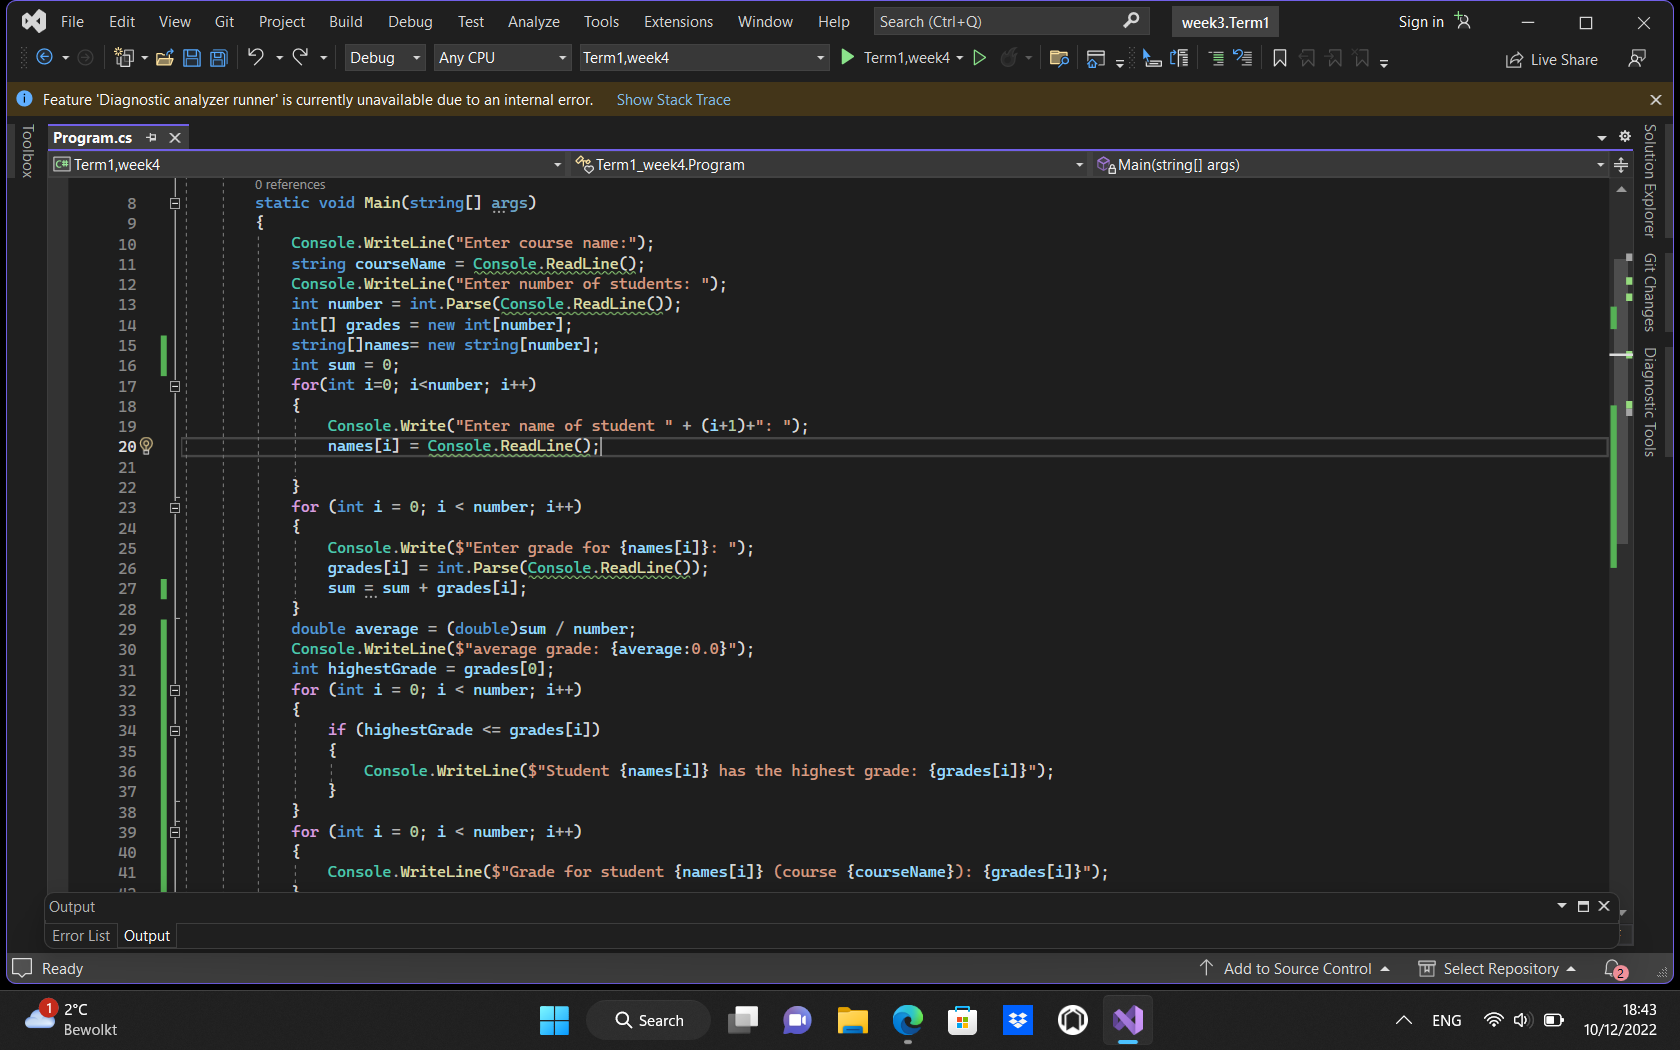 File Edit View Git Project Build Debug Test Analyze Tools Extensions Window Help Search (Ctrl+Q) week3.Term1 Sign in
Debug Any CPU Term1,week4 Term1,week4 Live Share
Feature 'Diagnostic analyzer runner' is currently unavailable due to an internal error. Show Stack Trace
Toolbox
Program.cs
C# Term1,week4 Term1_week4.Program Main(string[] args)
0 references
8 static void Main(string[] args)
9 {
10 Console.WriteLine("Enter course name:");
11 string courseName = Console.ReadLine();
12 Console.WriteLine("Enter number of students: ");
13 int number = int.Parse(Console.ReadLine());
14 int[] grades = new int[number];
15 string[]names= new string[number];
16 int sum = 0;
17 for(int i=0; i<number; i++)
18 {
19 Console.Write("Enter name of student " + (i+1)+": ");
20 names[i] = Console.ReadLine();
21
22 }
23 for (int i = 0; i < number; i++)
24 {
25 Console.Write($"Enter grade for {names[i]}: ");
26 grades[i] = int.Parse(Console.ReadLine());
27 sum = sum + grades[i];
28 }
29 double average = (double)sum / number;
30 Console.WriteLine($"average grade: {average:0.0}");
31 int highestGrade = grades[0];
32 for (int i = 0; i < number; i++)
33 {
34 if (highestGrade <= grades[i])
35 {
36 Console.WriteLine($"Student {names[i]} has the highest grade: {grades[i]}");
37 }
38 }
39 for (int i = 0; i < number; i++)
40 {
41 Console.WriteLine($"Grade for student {names[i]} (course {courseName}): {grades[i]}");
42 }
Solution Explorer
Git Changes
Diagnostic Tools
Output
Error List Output
Ready Add to Source Control Select Repository 2
1 2°C
Bewolkt
Search
ENG
18:43
10/12/2022